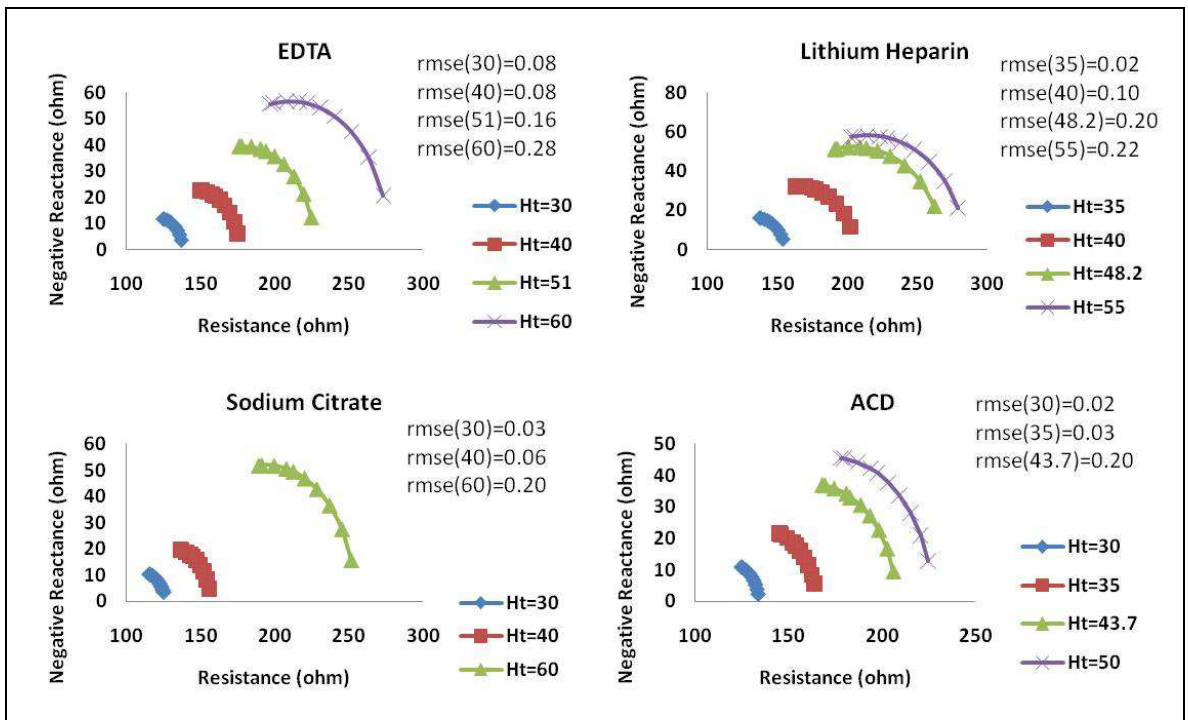 EDTA
rmse(30)=0.08
rmse(40)=0.08
rmse(51)=0.16
rmse(60)=0.28
Negative Reactance (ohm)
60
50
40
30
20
10
0
100 150 200 250 300
Resistance (ohm)
Ht=30
Ht=40
Ht=51
Ht=60
Lithium Heparin
rmse(35)=0.02
rmse(40)=0.10
rmse(48.2)=0.20
rmse(55)=0.22
Negative Reactance (ohm)
80
60
40
20
0
100 150 200 250 300
Resistance (ohm)
Ht=35
Ht=40
Ht=48.2
Ht=55
Sodium Citrate
rmse(30)=0.03
rmse(40)=0.06
rmse(60)=0.20
Negative Reactance (ohm)
60
50
40
30
20
10
0
100 150 200 250 300
Resistance (ohm)
Ht=30
Ht=40
Ht=60
ACD
rmse(30)=0.02
rmse(35)=0.03
rmse(43.7)=0.20
Negative Reactance (ohm)
50
40
30
20
10
0
100 150 200 250
Resistance (ohm)
Ht=30
Ht=35
Ht=43.7
Ht=50